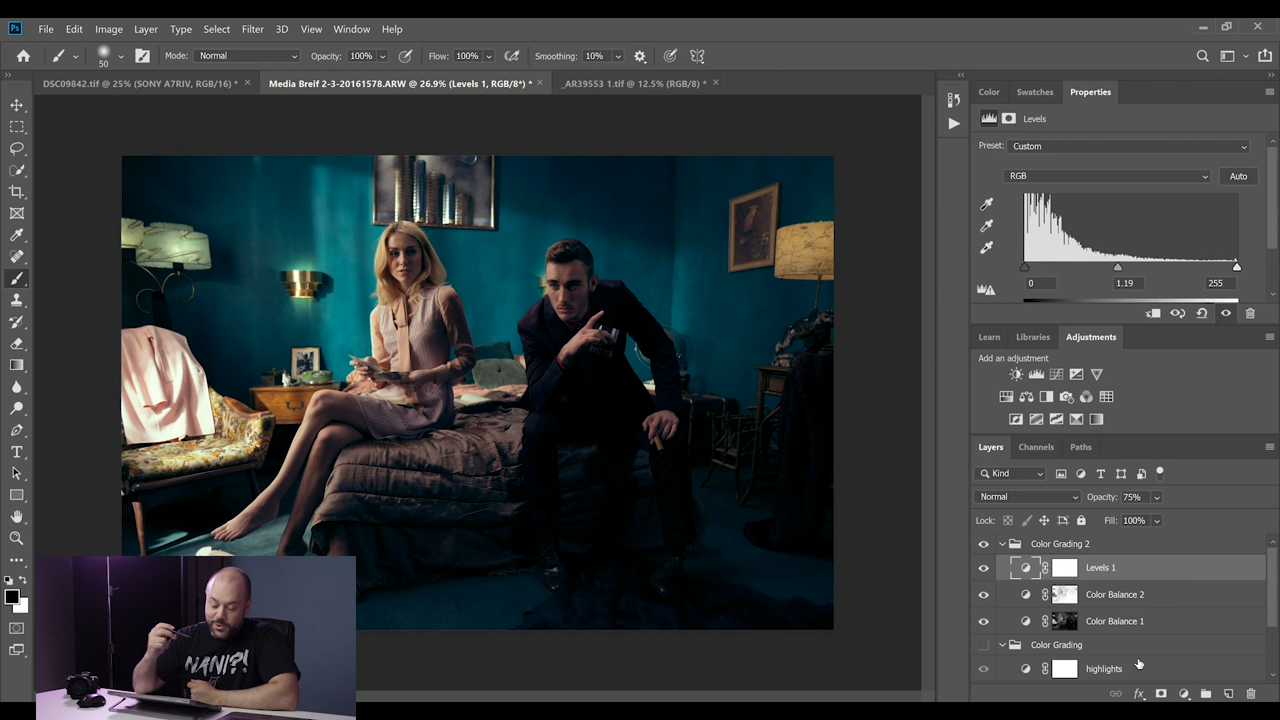 Ps File Edit Image Layer Type Select Filter 3D View Window Help
50 Mode: Normal Opacity: 100% Flow: 100% Smoothing: 10%
DSC09842.tif @ 25% (SONY A7RIV, RGB/16) * × Media Breif 2-3-20161578.ARW @ 26.9% (Levels 1, RGB/8*) * × _AR39553 1.tif @ 12.5% (RGB/8) * ×
Color Swatches Properties
Levels
Preset: Custom
RGB Auto
0 1.19 255
Learn Libraries Adjustments
Add an adjustment
Layers Channels Paths
Kind
Normal Opacity: 75%
Lock: Fill: 100%
Color Grading 2
Levels 1
Color Balance 2
Color Balance 1
Color Grading
highlights
fx
NANI?!